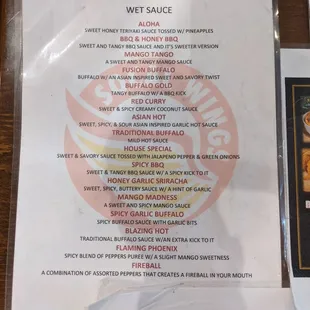 WET SAUCE
ALOHA
SWEET HONEY TERIYAKI SAUCE TOSSED W/ PINEAPPLES
BBQ & HONEY BBQ
SWEET AND TANGY BBQ SAUCE AND IT'S SWEETER VERSION
MANGO TANGO
A SWEET AND TANGY MANGO SAUCE
FUSION BUFFALO
BUFFALO W/ AN ASIAN INSPIRED SWEET AND SAVORY TWIST
BUFFALO GOLD
TANGY BUFFALO W/ A BBQ KICK
RED CURRY
SWEET & SPICY CREAMY COCONUT SAUCE
ASIAN HOT
SWEET, SPICY, & SOUR ASIAN INSPIRED GARLIC HOT SAUCE
TRADITIONAL BUFFALO
MILD HOT SAUCE
HOUSE SPECIAL
SWEET & SAVORY SAUCE TOSSED WITH JALAPENO PEPPER & GREEN ONIONS
SPICY BBQ
SWEET & TANGY BBQ SAUCE W/ A SPICY KICK TO IT
HONEY GARLIC SRIRACHA
SWEET, SPICY, BUTTERY SAUCE W/ A HINT OF GARLIC
MANGO MADNESS
A SWEET AND SPICY MANGO SAUCE
SPICY GARLIC BUFFALO
SPICY BUFFALO SAUCE WITH GARLIC BITS
BLAZING HOT
TRADITIONAL BUFFALO SAUCE W/AN EXTRA KICK TO IT
FLAMING PHOENIX
SPICY BLEND OF PEPPERS PUREE W/ A SLIGHT MANGO SWEETNESS
FIREBALL
A COMBINATION OF ASSORTED PEPPERS THAT CREATES A FIREBALL IN YOUR MOUTH